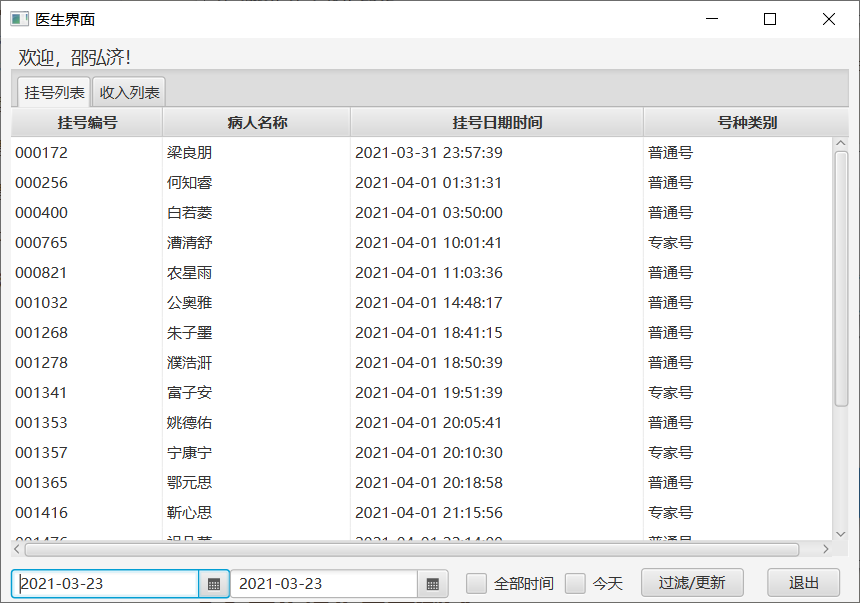 医生界面
欢迎，邵弘济！
挂号列表 收入列表
挂号编号 病人名称 挂号日期时间 号种类别
000172 梁良朋 2021-03-31 23:57:39 普通号
000256 何知睿 2021-04-01 01:31:31 普通号
000400 白若菱 2021-04-01 03:50:00 普通号
000765 漕清舒 2021-04-01 10:01:41 专家号
000821 农星雨 2021-04-01 11:03:36 普通号
001032 公奥雅 2021-04-01 14:48:17 普通号
001268 朱子墨 2021-04-01 18:41:15 普通号
001278 濮浩汧 2021-04-01 18:50:39 普通号
001341 富子安 2021-04-01 19:51:39 专家号
001353 姚德佑 2021-04-01 20:05:41 普通号
001357 宁康宁 2021-04-01 20:10:30 专家号
001365 鄂元思 2021-04-01 20:18:58 普通号
001416 靳心思 2021-04-01 21:15:56 专家号
2021-03-23 2021-03-23 全部时间 今天 过滤/更新 退出